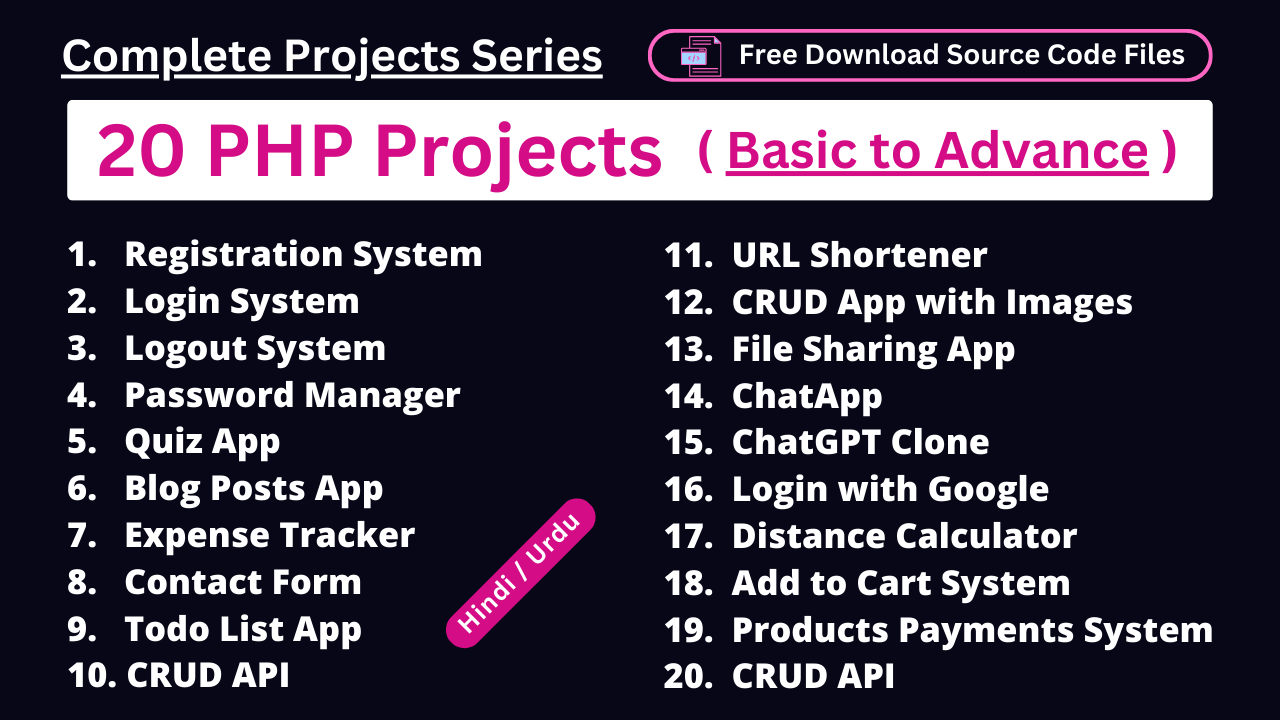 Complete Projects Series
Free Download Source Code Files
20 PHP Projects ( Basic to Advance )
1. Registration System
2. Login System
3. Logout System
4. Password Manager
5. Quiz App
6. Blog Posts App
7. Expense Tracker
8. Contact Form
9. Todo List App
10. CRUD API
Hindi / Urdu
11. URL Shortener
12. CRUD App with Images
13. File Sharing App
14. ChatApp
15. ChatGPT Clone
16. Login with Google
17. Distance Calculator
18. Add to Cart System
19. Products Payments System
20. CRUD API